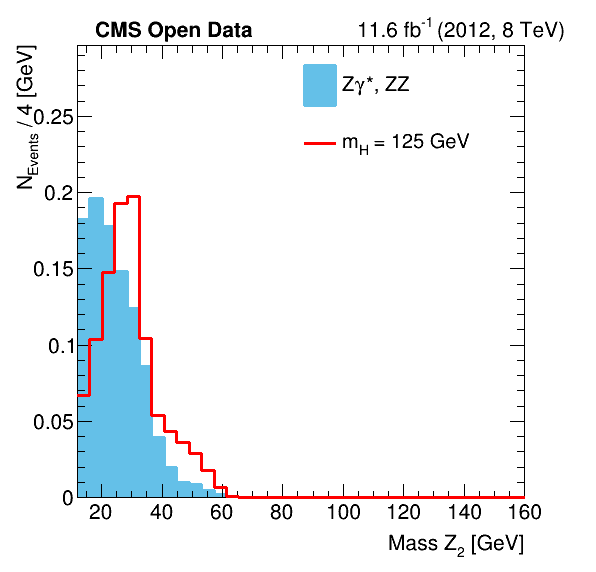 CMS Open Data
11.6 fb⁻¹ (2012, 8 TeV)
N_Events / 4 [GeV]
Zγ*, ZZ
m_H = 125 GeV
0.25
0.2
0.15
0.1
0.05
0
20 40 60 80 100 120 140 160
Mass Z₂ [GeV]